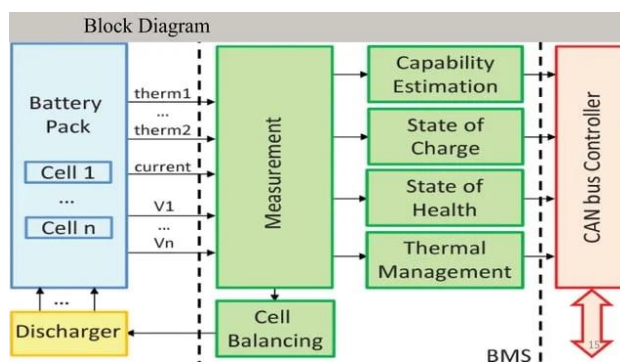 Block Diagram
Battery
Pack
Cell 1
...
Cell n
therm1
...
therm2
current
V1
...
Vn
Measurement
Capability
Estimation
State of
Charge
State of
Health
Thermal
Management
CAN bus Controller
...
Discharger
Cell
Balancing
BMS
15